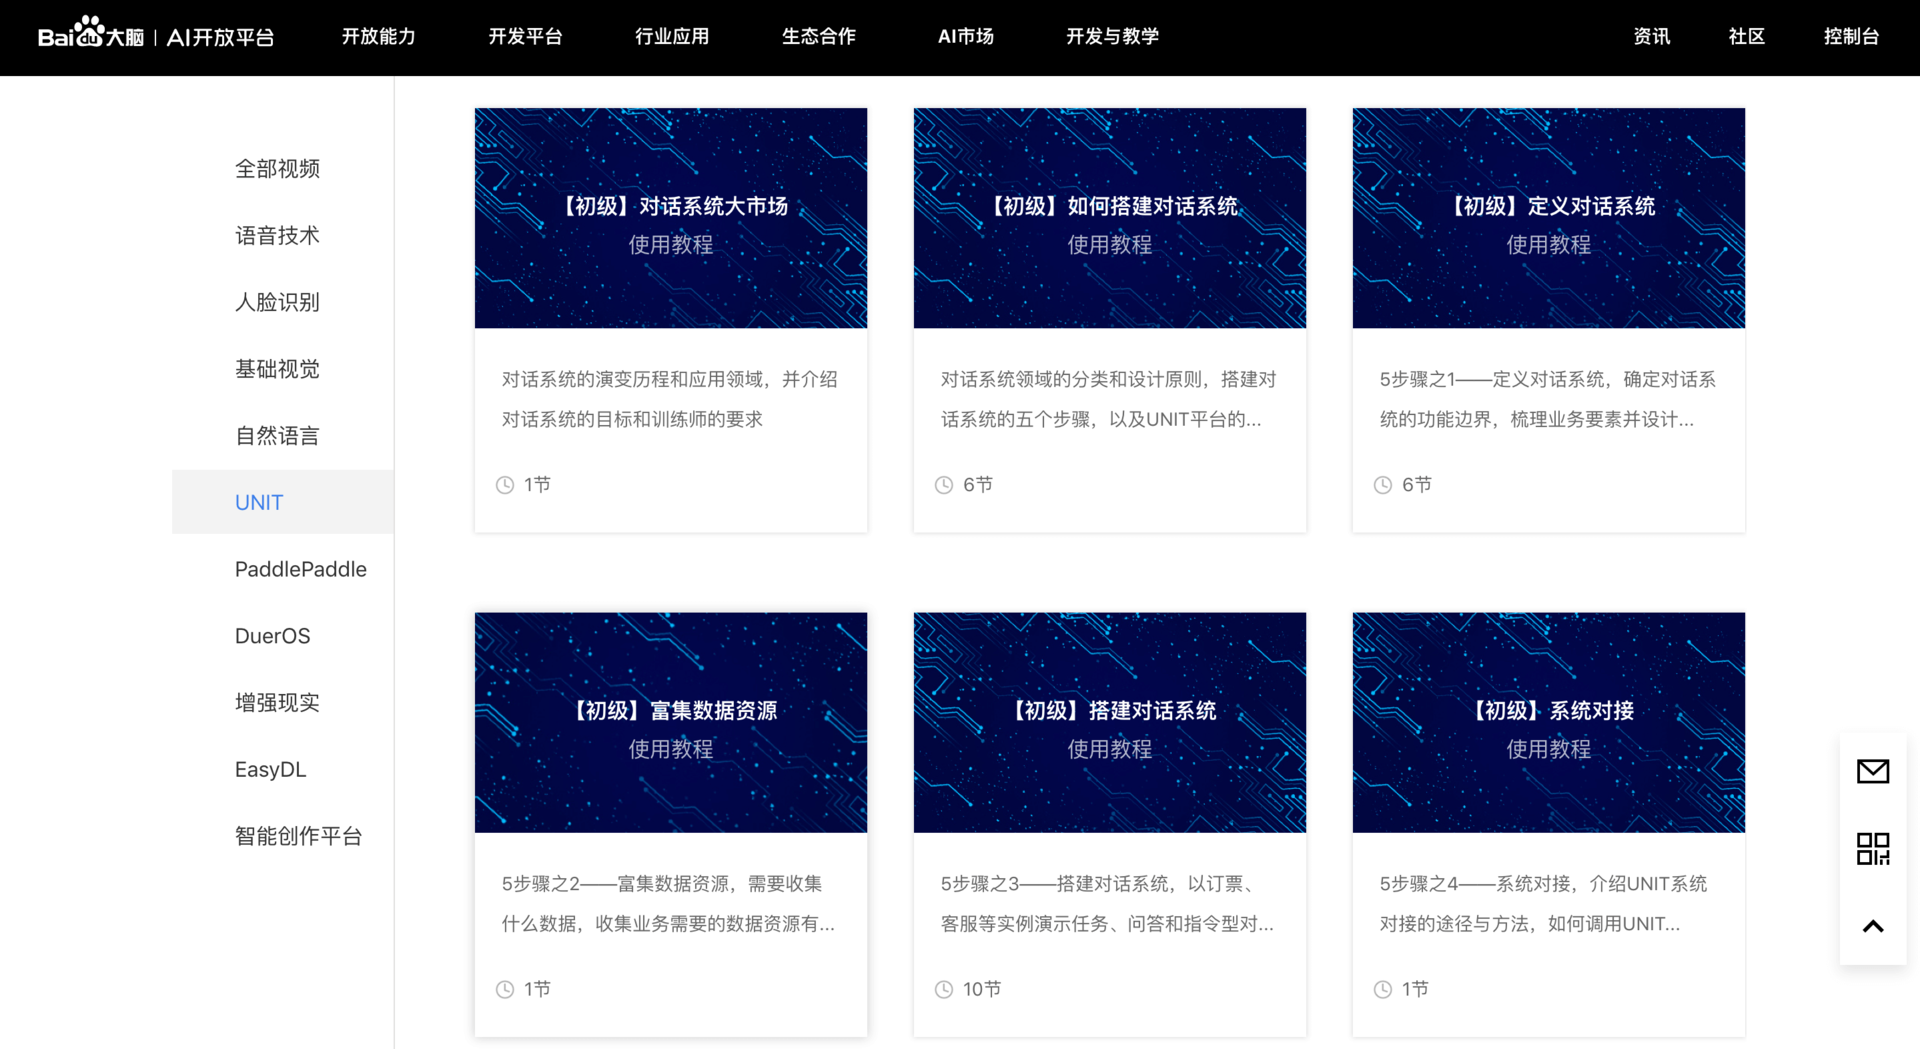 Baidu大脑 | AI开放平台
开放能力
开发平台
行业应用
生态合作
AI市场
开发与教学
资讯
社区
控制台
全部视频
语音技术
人脸识别
基础视觉
自然语言
UNIT
PaddlePaddle
DuerOS
增强现实
EasyDL
智能创作平台
【初级】对话系统大市场
使用教程
对话系统的演变历程和应用领域，并介绍
对话系统的目标和训练师的要求
1节
【初级】如何搭建对话系统
使用教程
对话系统领域的分类和设计原则，搭建对
话系统的五个步骤，以及UNIT平台的...
6节
【初级】定义对话系统
使用教程
5步骤之1——定义对话系统，确定对话系
统的功能边界，梳理业务要素并设计...
6节
【初级】富集数据资源
使用教程
5步骤之2——富集数据资源，需要收集
什么数据，收集业务需要的数据资源有...
1节
【初级】搭建对话系统
使用教程
5步骤之3——搭建对话系统，以订票、
客服等实例演示任务、问答和指令型对...
10节
【初级】系统对接
使用教程
5步骤之4——系统对接，介绍UNIT系统
对接的途径与方法，如何调用UNIT...
1节